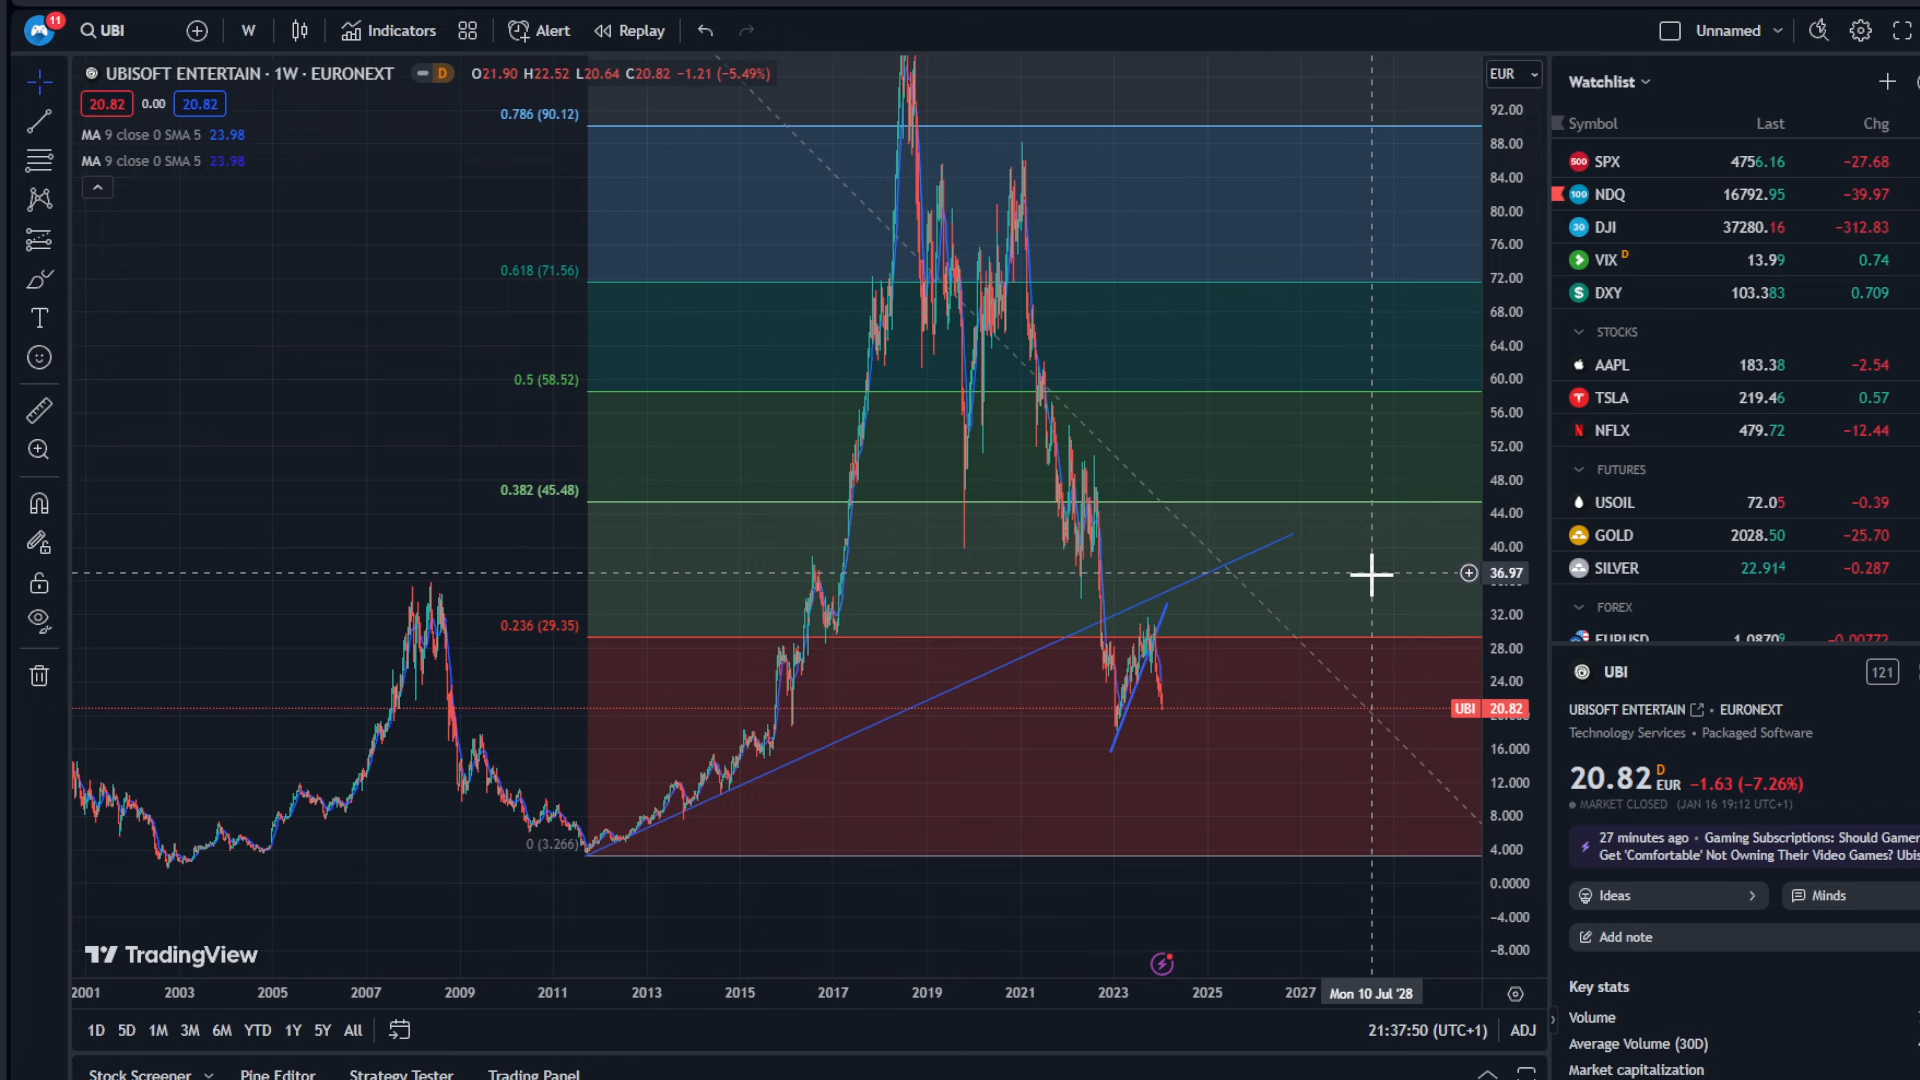 11
UBI
W
Indicators
Alert
Replay
Unnamed
UBISOFT ENTERTAIN · 1W · EURONEXT
D
O21.90 H22.52 L20.64 C20.82 −1.21 (−5.49%)
20.82 0.00 20.82
MA 9 close 0 SMA 5 23.98
MA 9 close 0 SMA 5 23.98
0.786 (90.12)
0.618 (71.56)
0.5 (58.52)
0.382 (45.48)
0.236 (29.35)
0 (3.266)
EUR
92.00
88.00
84.00
80.00
76.00
72.00
68.00
64.00
60.00
56.00
52.00
48.00
44.00
40.00
36.97
32.00
28.00
24.00
UBI 20.82
16.000
12.000
8.000
4.000
0.0000
−4.000
−8.000
TradingView
2001 2003 2005 2007 2009 2011 2013 2015 2017 2019 2021 2023 2025 2027 Mon 10 Jul '28
1D 5D 1M 3M 6M YTD 1Y 5Y All
21:37:50 (UTC+1) ADJ
Stock Screener Pine Editor Strategy Tester Trading Panel
Watchlist
Symbol Last Chg
500 SPX 4756.16 −27.68
100 NDQ 16792.95 −39.97
30 DJI 37280.16 −312.83
VIX D 13.99 0.74
DXY 103.383 0.709
STOCKS
AAPL 183.38 −2.54
TSLA 219.46 0.57
NFLX 479.72 −12.44
FUTURES
USOIL 72.05 −0.39
GOLD 2028.50 −25.70
SILVER 22.914 −0.287
FOREX
EURUSD 1.08709 −0.00772
UBI
121
UBISOFT ENTERTAIN • EURONEXT
Technology Services • Packaged Software
20.82 D EUR −1.63 (−7.26%)
MARKET CLOSED (JAN 16 19:12 UTC+1)
27 minutes ago • Gaming Subscriptions: Should Gamer
Get 'Comfortable' Not Owning Their Video Games? Ubis
Ideas
Minds
Add note
Key stats
Volume
Average Volume (30D)
Market capitalization